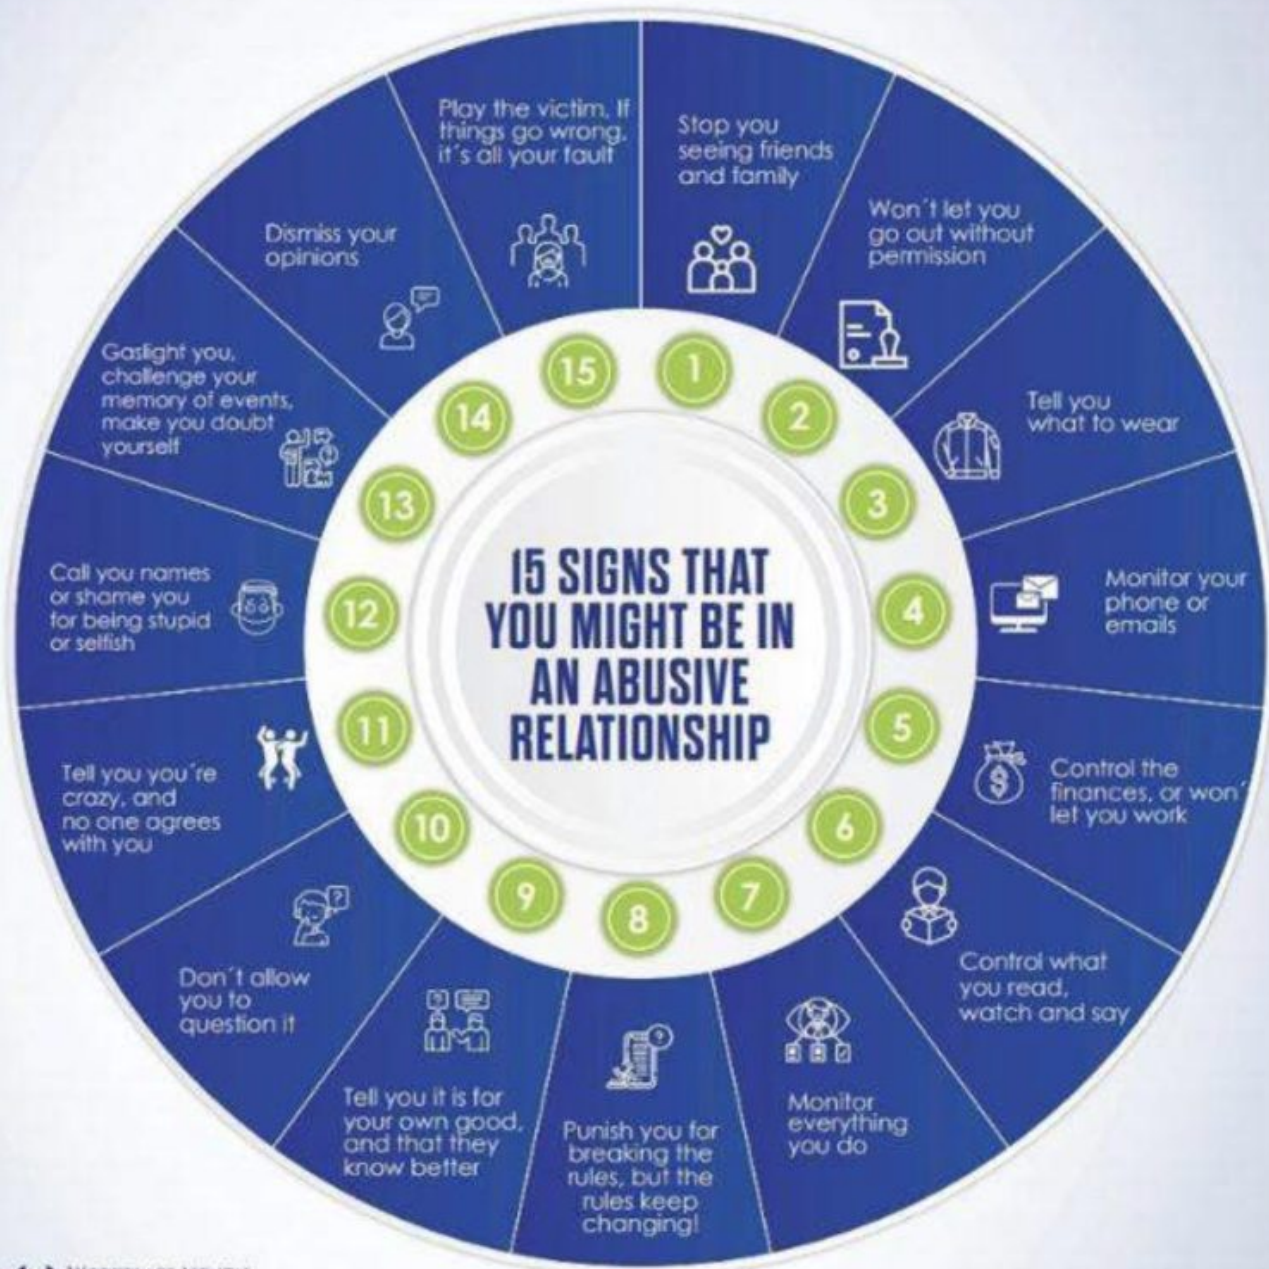 15 SIGNS THAT
YOU MIGHT BE IN
AN ABUSIVE
RELATIONSHIP
1
Stop you
seeing friends
and family
2
Won´t let you
go out without
permission
3
Tell you
what to wear
4
Monitor your
phone or
emails
5
Control the
finances, or won´
let you work
6
Control what
you read,
watch and say
7
Monitor
everything
you do
8
Punish you for
breaking the
rules, but the
rules keep
changing!
9
Tell you it is for
your own good,
and that they
know better
10
Don´t allow
you to
question it
11
Tell you you´re
crazy, and
no one agrees
with you
12
Call you names
or shame you
for being stupid
or selfish
13
Gaslight you,
challenge your
memory of events,
make you doubt
yourself
14
Dismiss your
opinions
15
Play the victim. If
things go wrong,
it´s all your fault